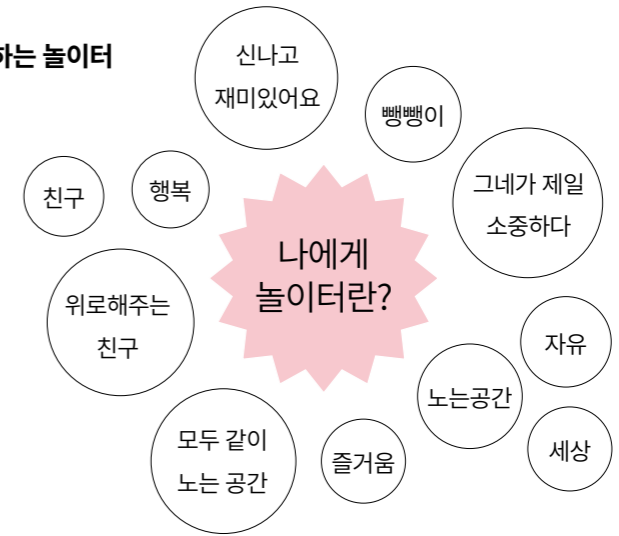 하는 놀이터
신나고
재미있어요
뺑뺑이
그네가 제일
소중하다
친구
행복
나에게
놀이터란?
위로해주는
친구
자유
노는공간
세상
모두 같이
노는 공간
즐거움